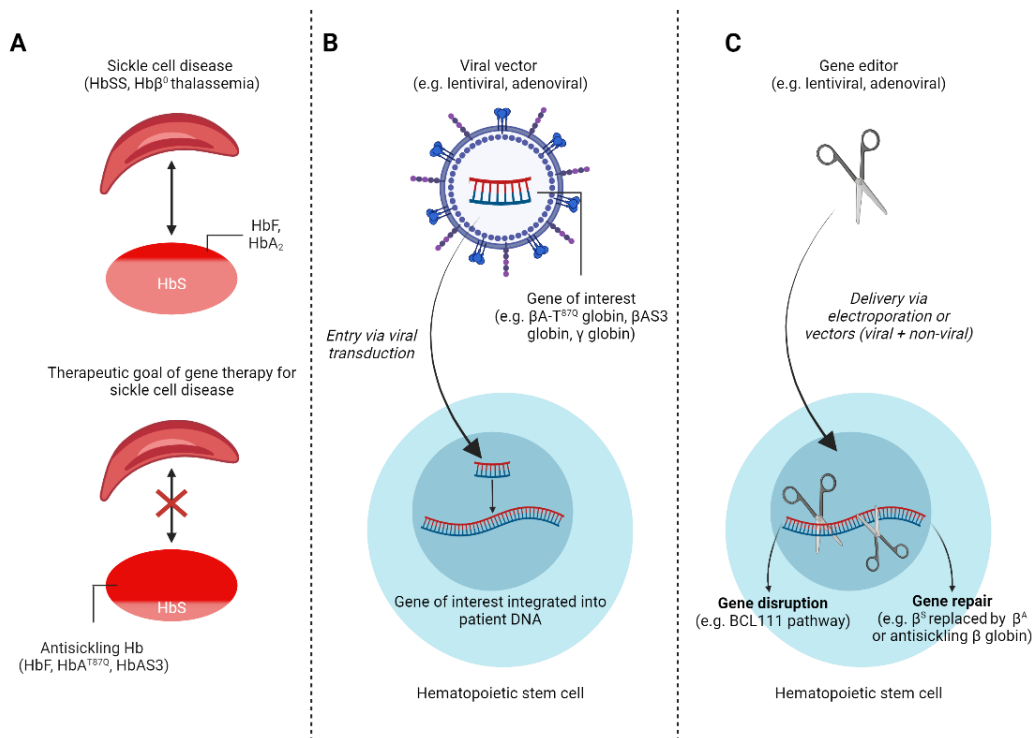 A
Sickle cell disease
(HbSS, Hbβ⁰ thalassemia)
HbF,
HbA₂
HbS
Therapeutic goal of gene therapy for
sickle cell disease
HbS
Antisickling Hb
(HbF, HbAᵀ⁸⁷Q, HbAS3)
B
Viral vector
(e.g. lentiviral, adenoviral)
Gene of interest
(e.g. βA-T⁸⁷Q globin, βAS3
globin, γ globin)
Entry via viral
transduction
Gene of interest integrated into
patient DNA
Hematopoietic stem cell
C
Gene editor
(e.g. lentiviral, adenoviral)
Delivery via
electroporation or
vectors (viral + non-viral)
Gene disruption
(e.g. BCL111 pathway)
Gene repair
(e.g. βˢ replaced by βᴬ
or antisickling β globin)
Hematopoietic stem cell